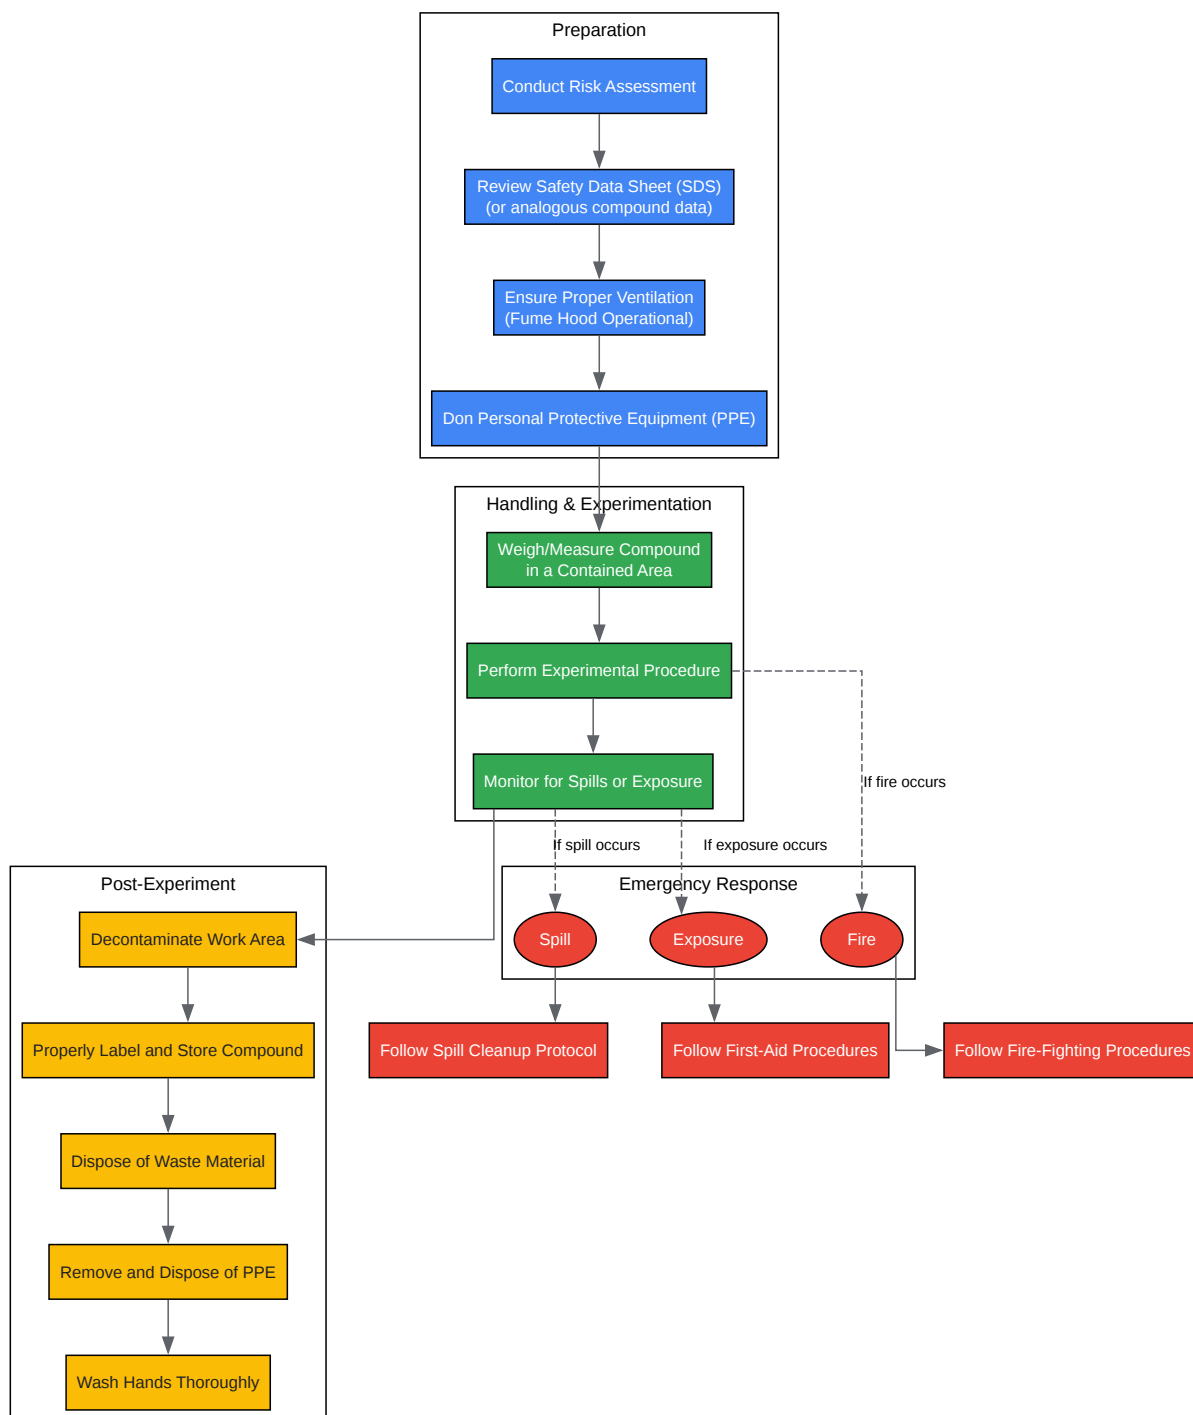 Preparation
Conduct Risk Assessment
Review Safety Data Sheet (SDS)
(or analogous compound data)
Ensure Proper Ventilation
(Fume Hood Operational)
Don Personal Protective Equipment (PPE)
Handling & Experimentation
Weigh/Measure Compound
in a Contained Area
Perform Experimental Procedure
Monitor for Spills or Exposure
If fire occurs
If spill occurs
If exposure occurs
Post-Experiment
Emergency Response
Decontaminate Work Area
Spill
Exposure
Fire
Properly Label and Store Compound
Follow Spill Cleanup Protocol
Follow First-Aid Procedures
Follow Fire-Fighting Procedures
Dispose of Waste Material
Remove and Dispose of PPE
Wash Hands Thoroughly